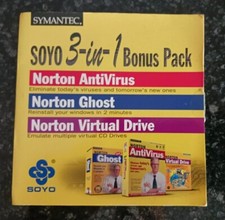 SYMANTEC.
SOYO 3-in-1 Bonus Pack
Norton AntiVirus
Eliminate today's viruses and tomorrow's new ones
Norton Ghost
Reinstall your windows in 2 minutes
Norton Virtual Drive
Emulate multiple virtual CD Drives
SOYO
Norton
Ghost
AntiVirus
Virtual Drive